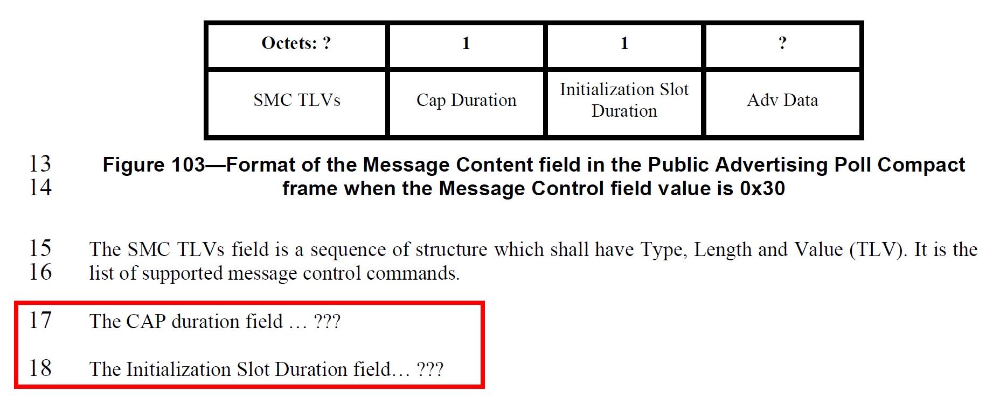 Octets: ? 1 1 ?
SMC TLVs Cap Duration Initialization Slot Duration Adv Data
13 Figure 103—Format of the Message Content field in the Public Advertising Poll Compact
14 frame when the Message Control field value is 0x30
15 The SMC TLVs field is a sequence of structure which shall have Type, Length and Value (TLV). It is the
16 list of supported message control commands.
17 The CAP duration field … ???
18 The Initialization Slot Duration field… ???